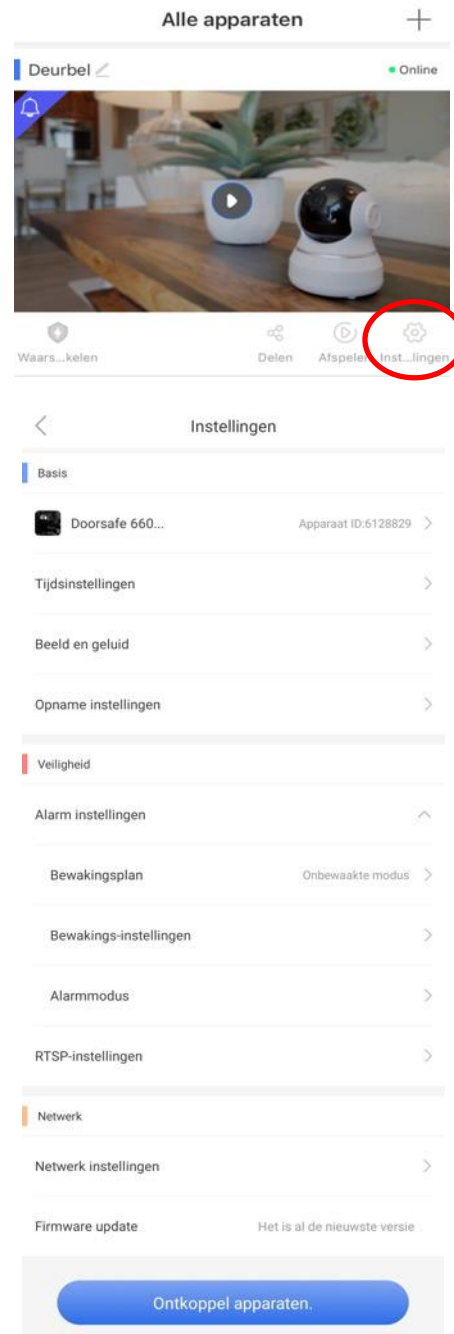 Alle apparaten
Deurbel
Online
Waars...kelen
Delen
Afspelen
Inst...lingen
Instellingen
Basis
Doorsafe 660...
Apparaat ID:6128829
Tijdsinstellingen
Beeld en geluid
Opname instellingen
Veiligheid
Alarm instellingen
Bewakingsplan
Onbewaakte modus
Bewakings-instellingen
Alarmmodus
RTSP-instellingen
Netwerk
Netwerk instellingen
Firmware update
Het is al de nieuwste versie
Ontkoppel apparaten.